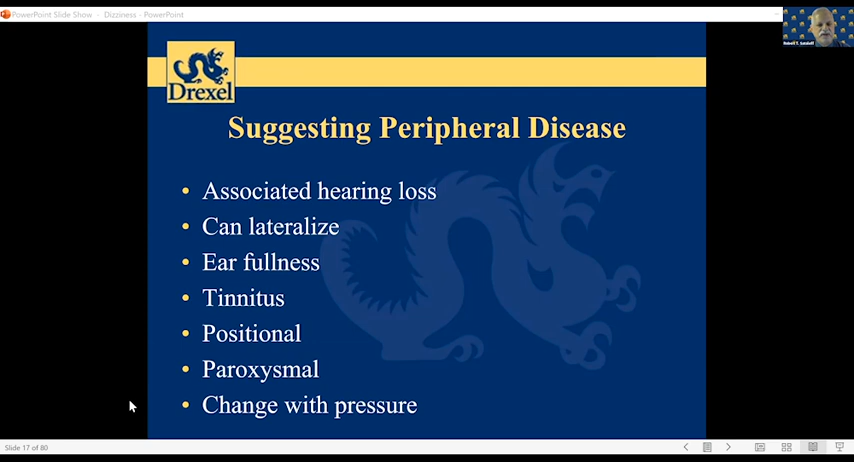 PowerPoint Slide Show - Dizziness - PowerPoint
Drexel
Suggesting Peripheral Disease
• Associated hearing loss
• Can lateralize
• Ear fullness
• Tinnitus
• Positional
• Paroxysmal
• Change with pressure
Slide 17 of 80